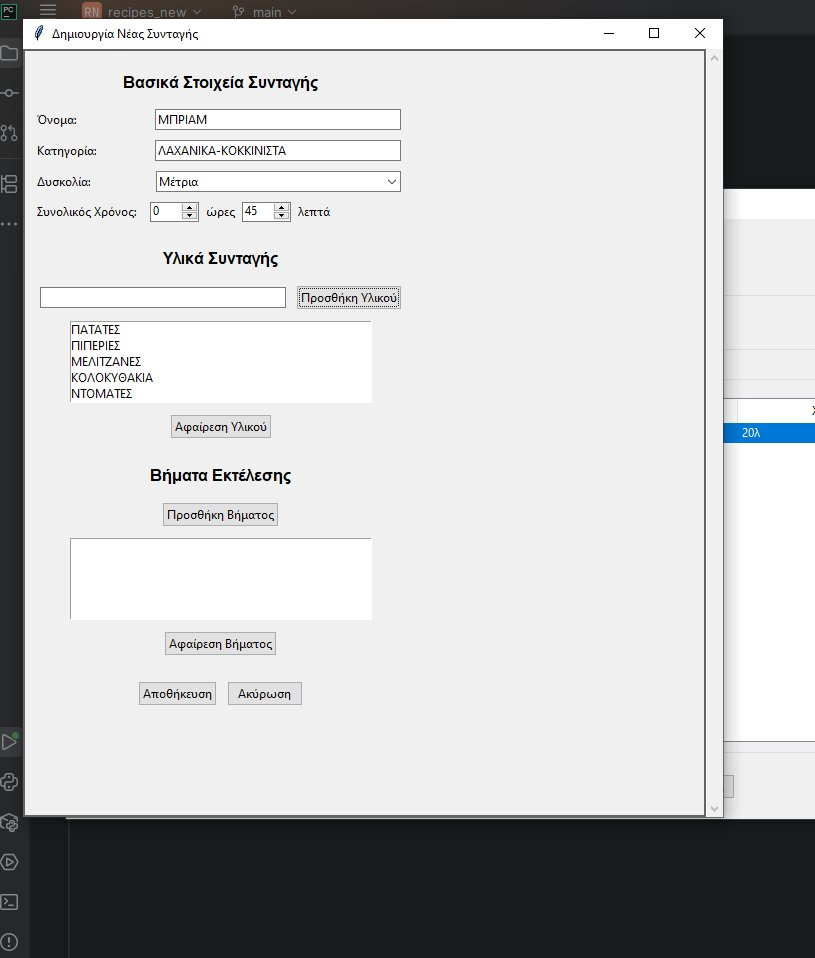 PC
RN recipes_new main
Δημιουργία Νέας Συνταγής
Βασικά Στοιχεία Συνταγής
Όνομα: ΜΠΡΙΑΜ
Κατηγορία: ΛΑΧΑΝΙΚΑ-ΚΟΚΚΙΝΙΣΤΑ
Δυσκολία: Μέτρια
Συνολικός Χρόνος: 0 ώρες 45 λεπτά
Υλικά Συνταγής
Προσθήκη Υλικού
ΠΑΤΑΤΕΣ
ΠΙΠΕΡΙΕΣ
ΜΕΛΙΤΖΑΝΕΣ
ΚΟΛΟΚΥΘΑΚΙΑ
ΝΤΟΜΑΤΕΣ
20λ
Αφαίρεση Υλικού
Βήματα Εκτέλεσης
Προσθήκη Βήματος
Αφαίρεση Βήματος
Αποθήκευση Ακύρωση